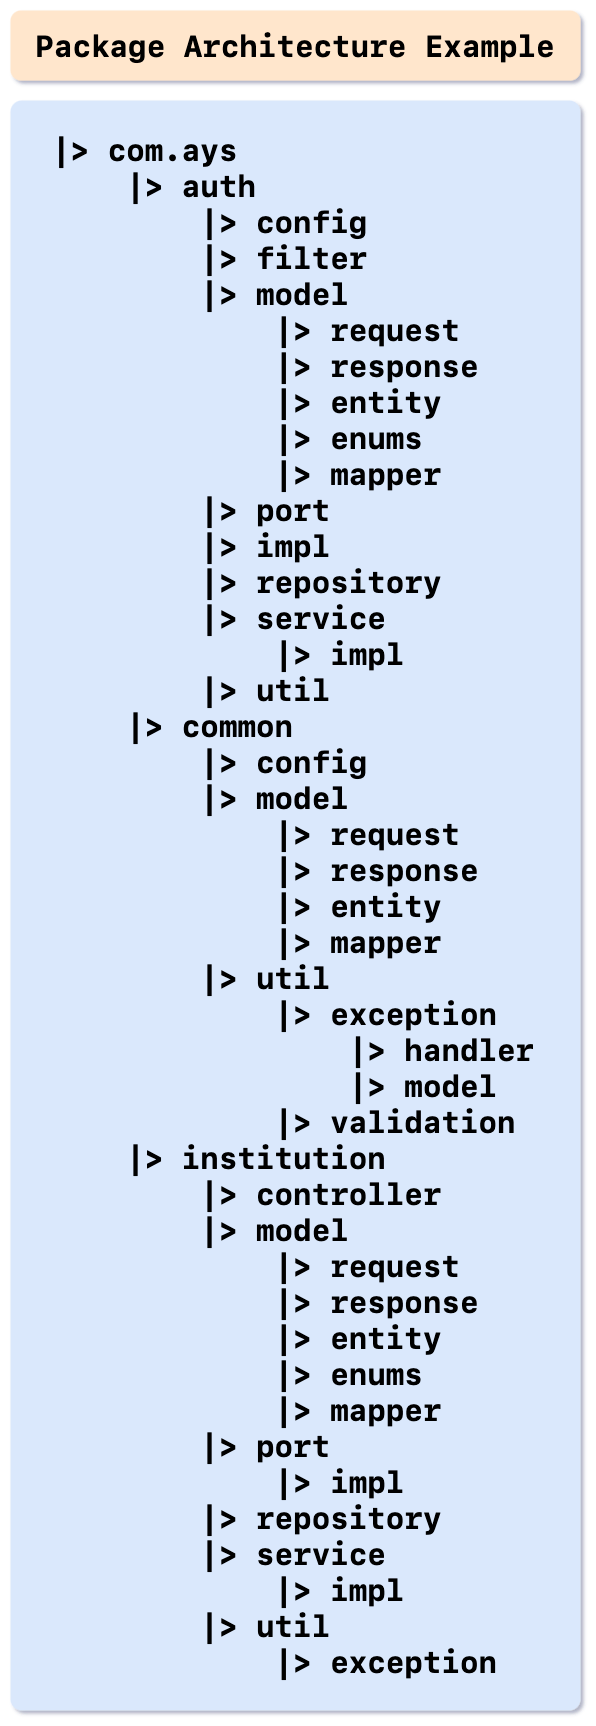 Package Architecture Example
|> com.ays
|> auth
|> config
|> filter
|> model
|> request
|> response
|> entity
|> enums
|> mapper
|> port
|> impl
|> repository
|> service
|> impl
|> util
|> common
|> config
|> model
|> request
|> response
|> entity
|> mapper
|> util
|> exception
|> handler
|> model
|> validation
|> institution
|> controller
|> model
|> request
|> response
|> entity
|> enums
|> mapper
|> port
|> impl
|> repository
|> service
|> impl
|> util
|> exception